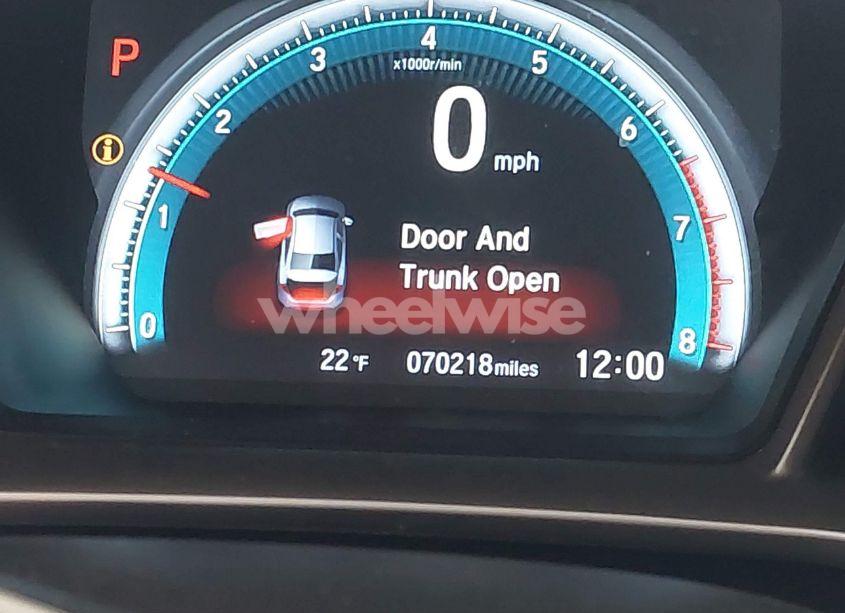 P
4
3
5
x1000r/min
2
6
0 mph
i
1
7
Door And
Trunk Open
wheelwise
0
8
22°F 070218miles 12:00